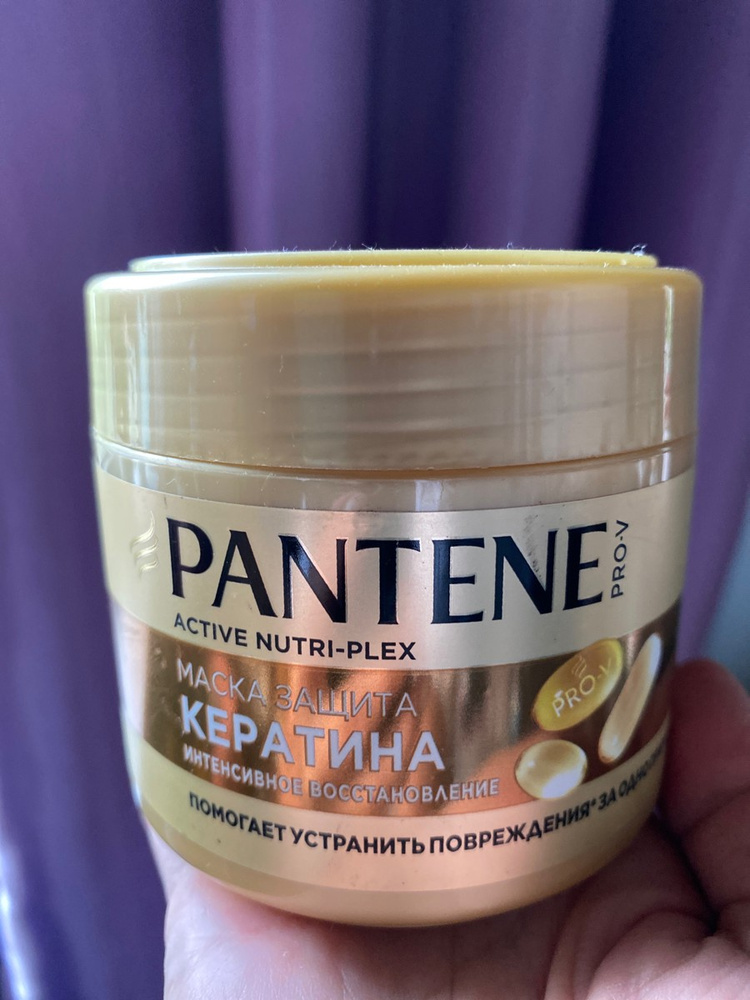 PANTENE
PRO-V
ACTIVE NUTRI-PLEX
МАСКА ЗАЩИТА
КЕРАТИНА
ИНТЕНСИВНОЕ ВОССТАНОВЛЕНИЕ
PRO-V
ПОМОГАЕТ УСТРАНИТЬ ПОВРЕЖДЕНИЯ* ЗА